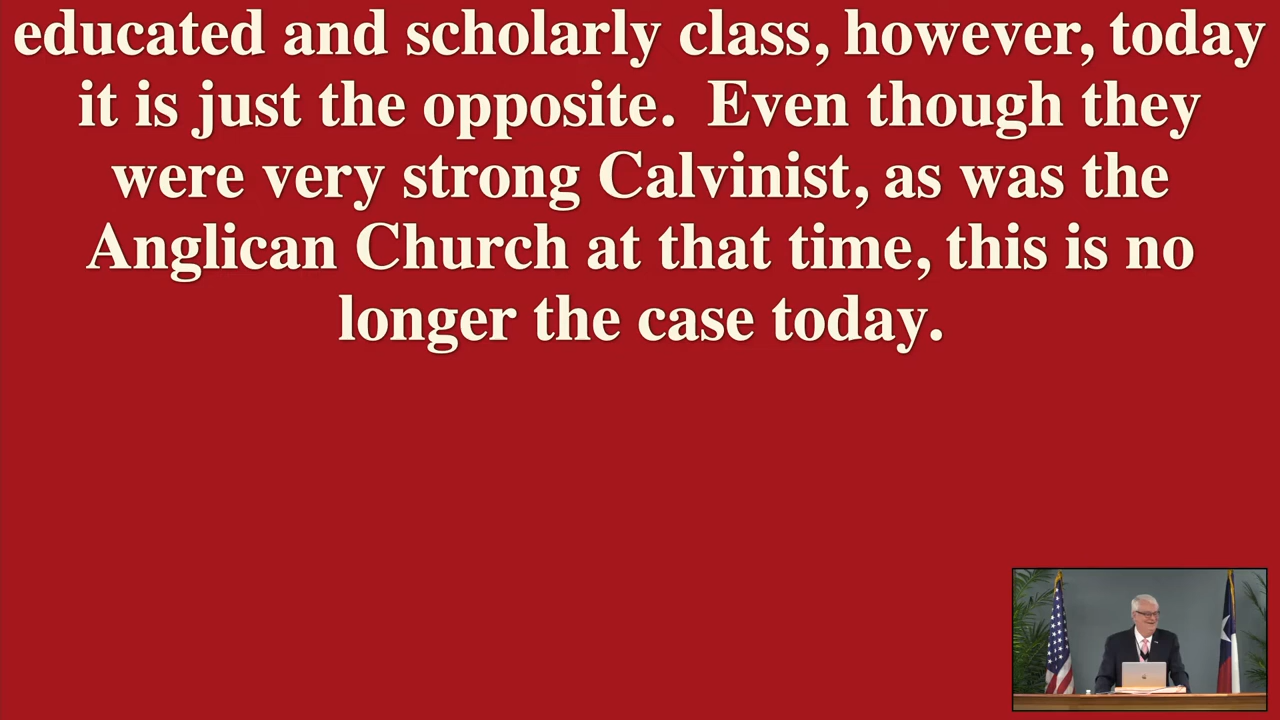 educated and scholarly class, however, today
it is just the opposite.  Even though they
were very strong Calvinist, as was the
Anglican Church at that time, this is no
longer the case today.